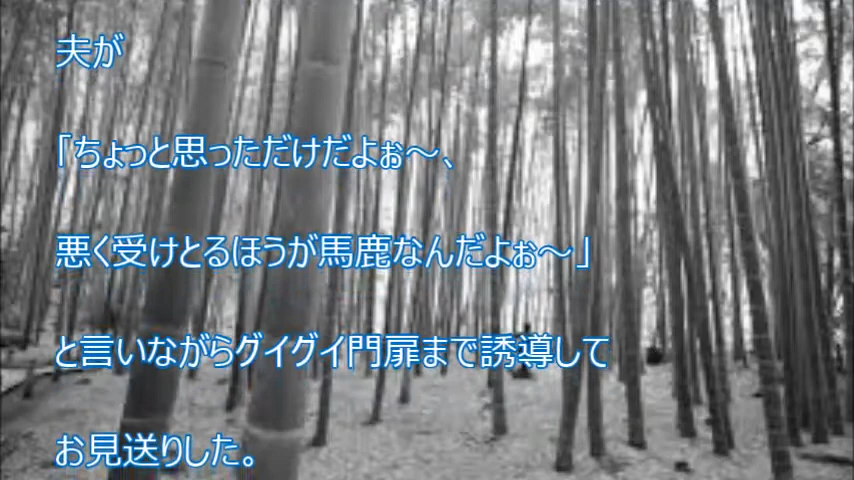 夫が
「ちょっと思っただけだよぉ～、
悪く受けとるほうが馬鹿なんだよぉ～」
と言いながらグイグイ門扉まで誘導して
お見送りした。